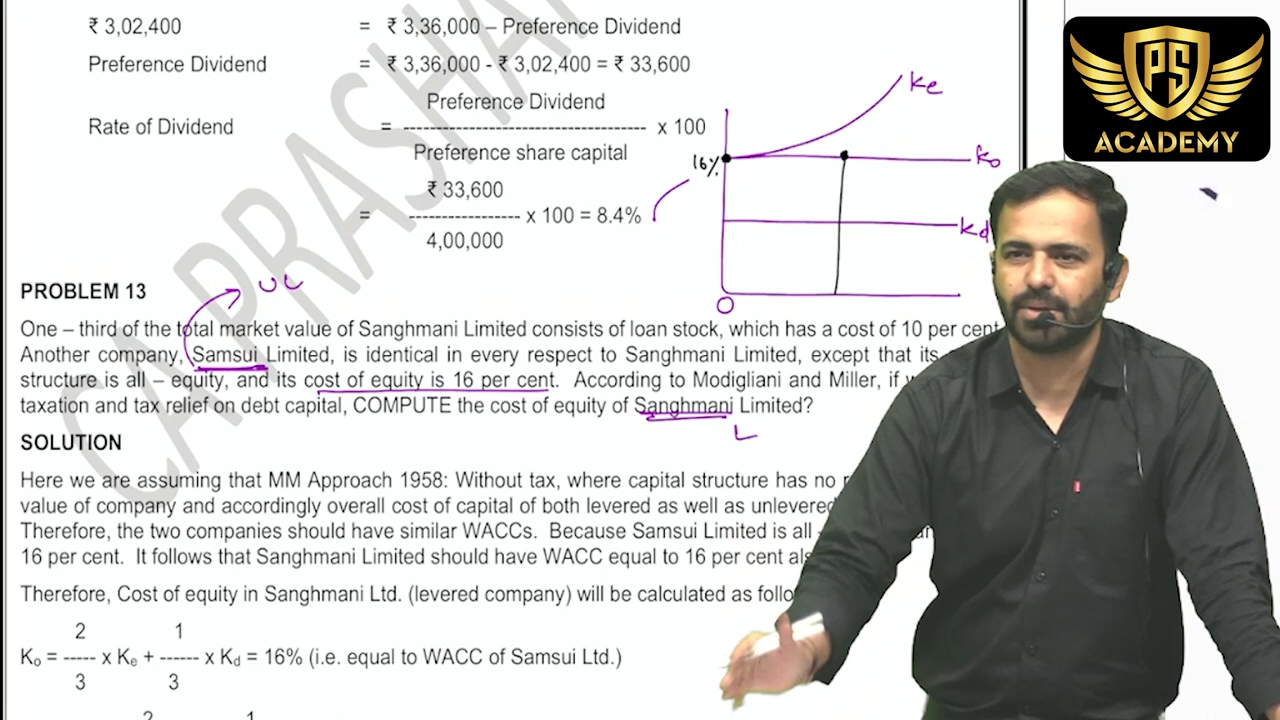 ₹ 3,02,400 = ₹ 3,36,000 – Preference Dividend
Preference Dividend = ₹ 3,36,000 - ₹ 3,02,400 = ₹ 33,600
Preference Dividend
Rate of Dividend = ------------------------------------ x 100
Preference share capital
₹ 33,600
= ----------------- x 100 = 8.4%
4,00,000
Ke
16%
Ko
Kd
O
PS
ACADEMY
PROBLEM 13
UL
One – third of the total market value of Sanghmani Limited consists of loan stock, which has a cost of 10 per cent
Another company, Samsui Limited, is identical in every respect to Sanghmani Limited, except that its
structure is all – equity, and its cost of equity is 16 per cent. According to Modigliani and Miller, if
taxation and tax relief on debt capital, COMPUTE the cost of equity of Sanghmani Limited?
L
SOLUTION
Here we are assuming that MM Approach 1958: Without tax, where capital structure has no
value of company and accordingly overall cost of capital of both levered as well as unlevered
Therefore, the two companies should have similar WACCs. Because Samsui Limited is all
16 per cent. It follows that Sanghmani Limited should have WACC equal to 16 per cent
Therefore, Cost of equity in Sanghmani Ltd. (levered company) will be calculated as
2 1
Ko = ----- x Ke + ------ x Kd = 16% (i.e. equal to WACC of Samsui Ltd.)
3 3
2 1
CA PRASHA